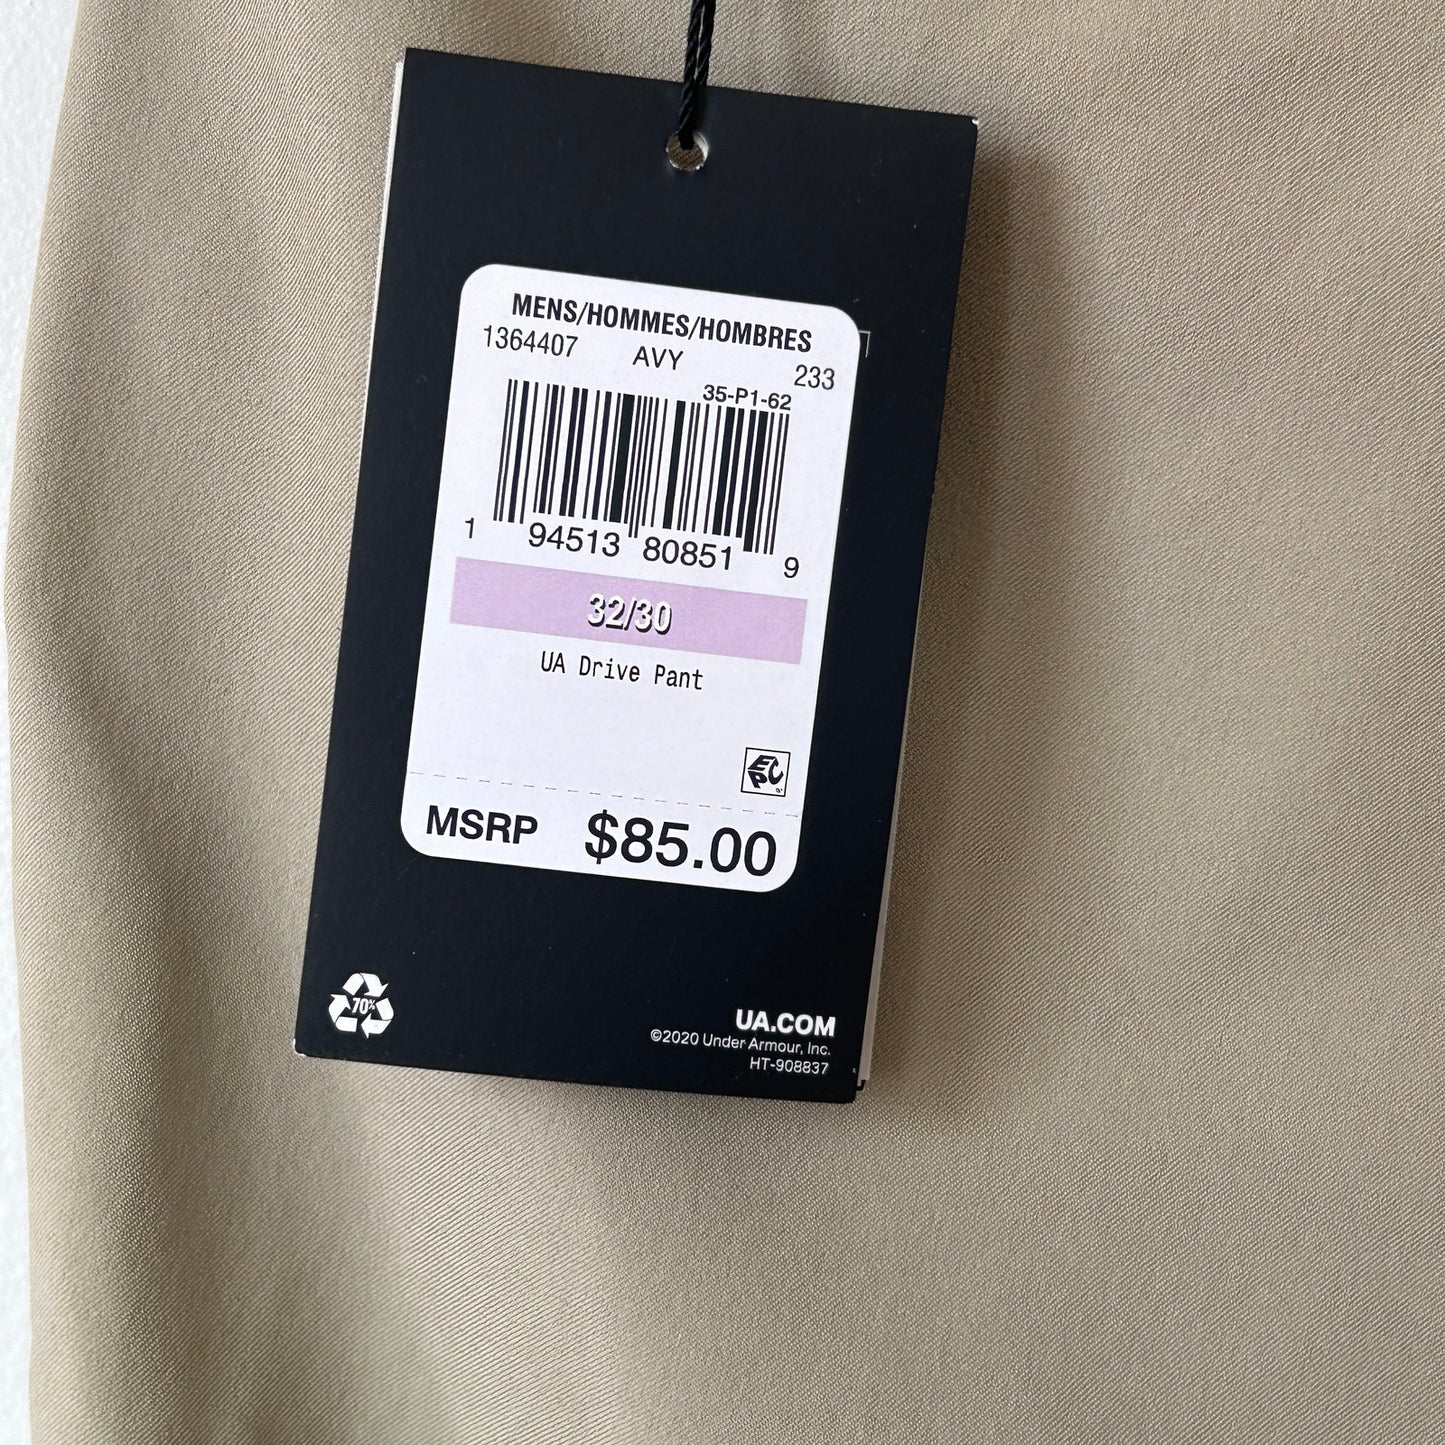 MENS/HOMMES/HOMBRES
1364407 AVY 233
35-P1-62
1 94513 80851 9
32/30
UA Drive Pant
EPC
MSRP $85.00
70%
UA.COM
©2020 Under Armour, Inc.
HT-908837